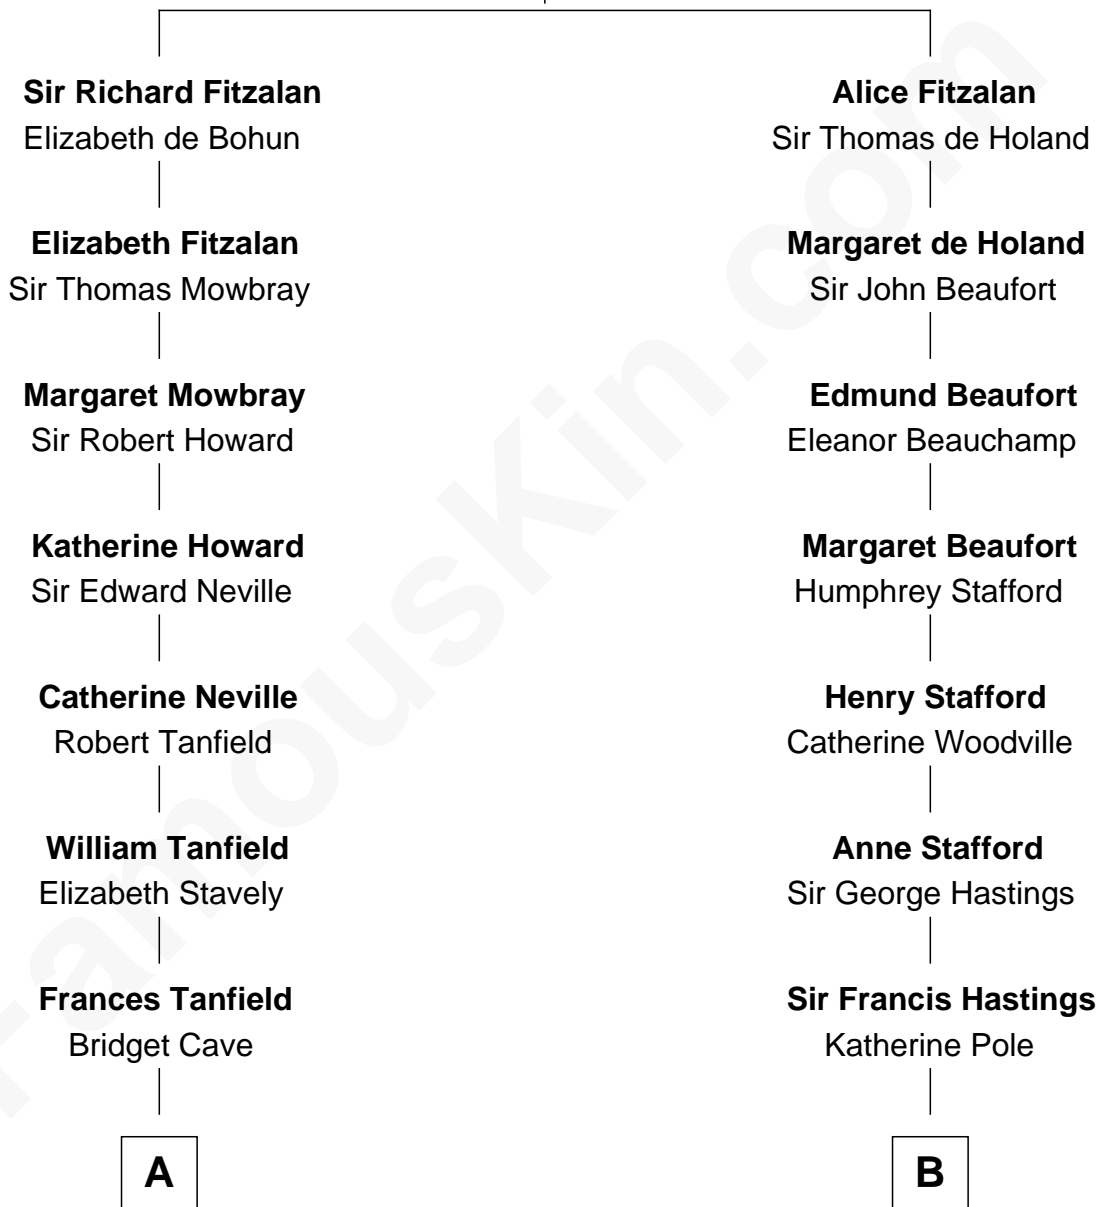 Sir Richard Fitzalan
Elizabeth de Bohun
Elizabeth Fitzalan
Sir Thomas Mowbray
Margaret Mowbray
Sir Robert Howard
Katherine Howard
Sir Edward Neville
Catherine Neville
Robert Tanfield
William Tanfield
Elizabeth Stavely
Frances Tanfield
Bridget Cave
A
Alice Fitzalan
Sir Thomas de Holand
Margaret de Holand
Sir John Beaufort
Edmund Beaufort
Eleanor Beauchamp
Margaret Beaufort
Humphrey Stafford
Henry Stafford
Catherine Woodville
Anne Stafford
Sir George Hastings
Sir Francis Hastings
Katherine Pole
B
FamousKin.com